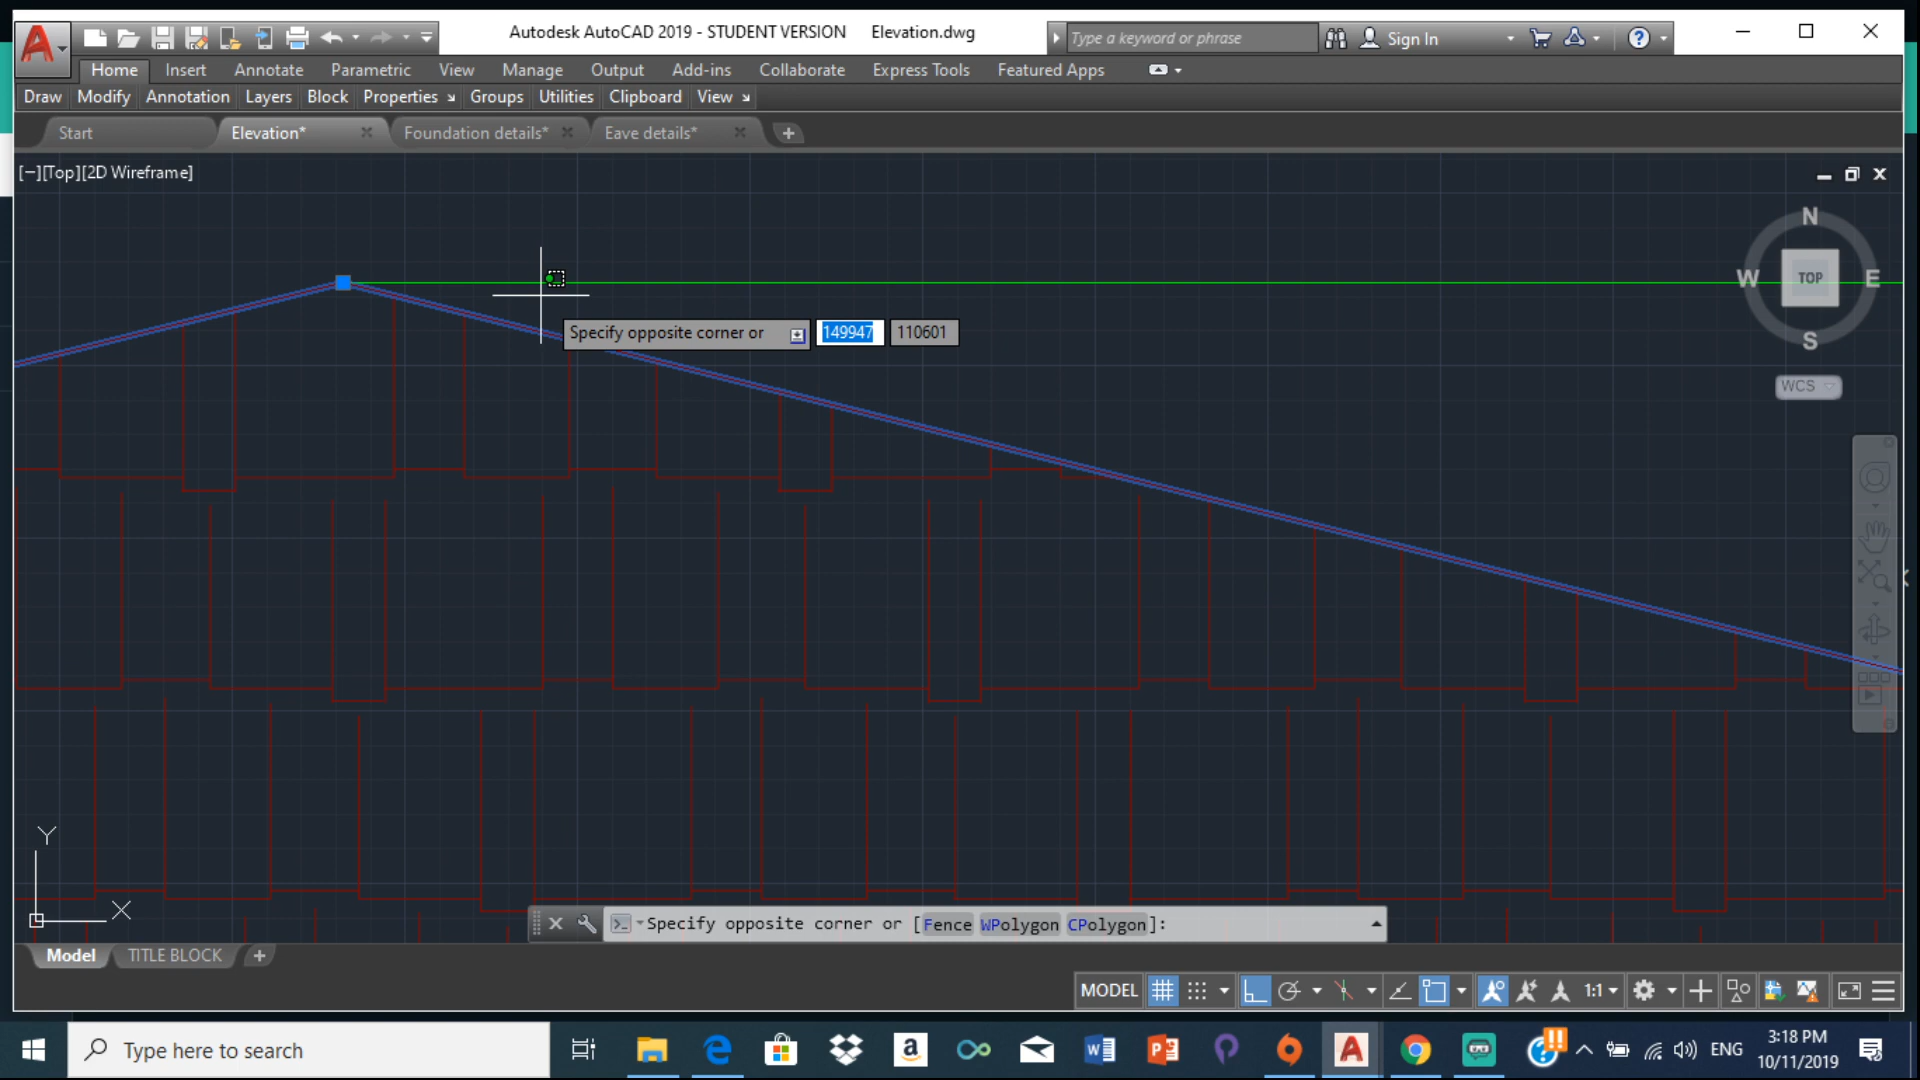 Autodesk AutoCAD 2019 - STUDENT VERSION Elevation.dwg
Type a keyword or phrase
Sign In
Home Insert Annotate Parametric View Manage Output Add-ins Collaborate Express Tools Featured Apps
Draw Modify Annotation Layers Block Properties Groups Utilities Clipboard View
Start Elevation* Foundation details* Eave details*
[−][Top][2D Wireframe]
N
W TOP E
S
WCS
Specify opposite corner or 149947 110601
Y
X
Specify opposite corner or [Fence WPolygon CPolygon]:
Model TITLE BLOCK
MODEL 1:1
Type here to search
ENG
3:18 PM
10/11/2019